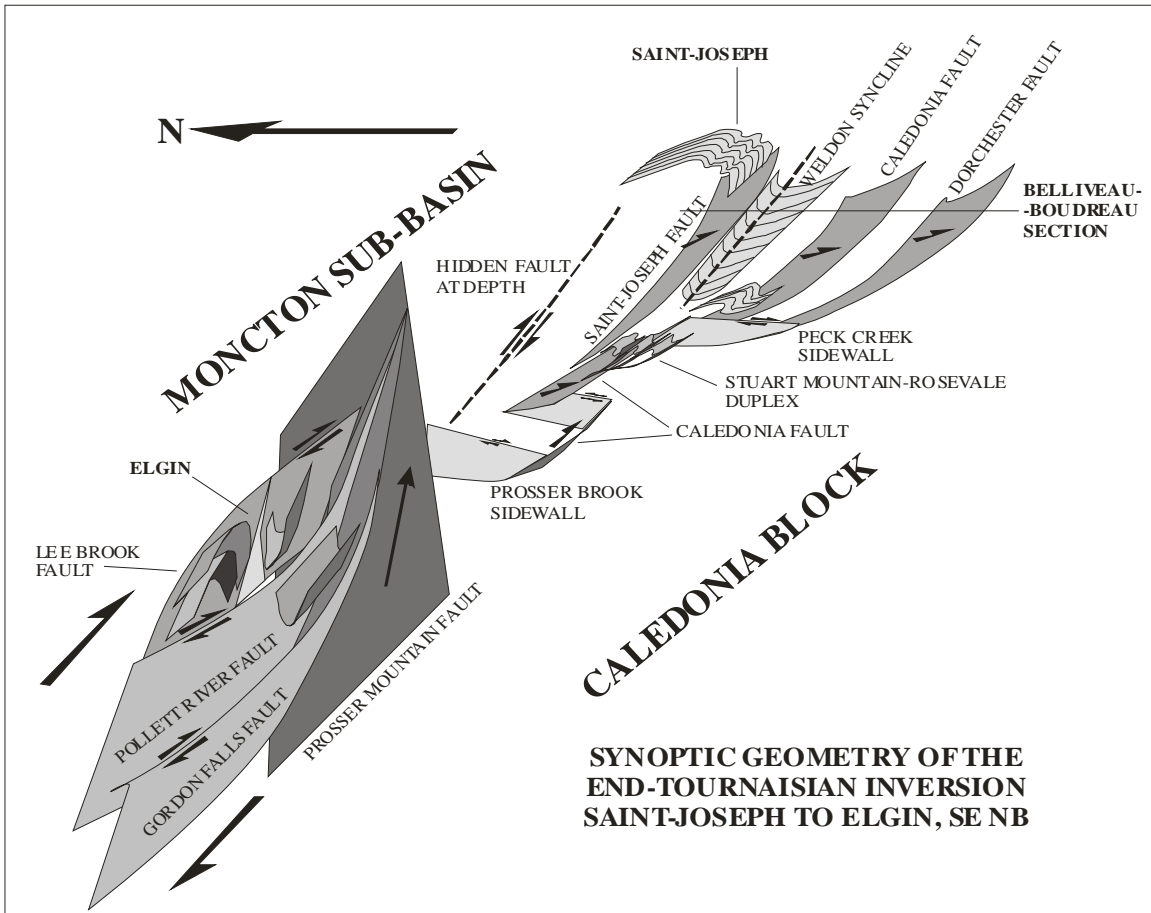 SAINT-JOSEPH
WELDON SYNCLINE
CALEDONIA FAULT
DORCHESTER FAULT
N
MONCTON SUB-BASIN
BELLIVEAU-
-BOUDREAU
SECTION
HIDDEN FAULT
AT DEPTH
SAINT-JOSEPH FAULT
PECK CREEK
SIDEWALL
STUART MOUNTAIN-ROSEVALE
DUPLEX
CALEDONIA FAULT
ELGIN
PROSSER BROOK
SIDEWALL
LEE BROOK
FAULT
CALEDONIA BLOCK
POLLETT RIVER FAULT
GORDON FALLS FAULT
PROSSER MOUNTAIN FAULT
SYNOPTIC GEOMETRY OF THE
END-TOURNAISIAN INVERSION
SAINT-JOSEPH TO ELGIN, SE NB